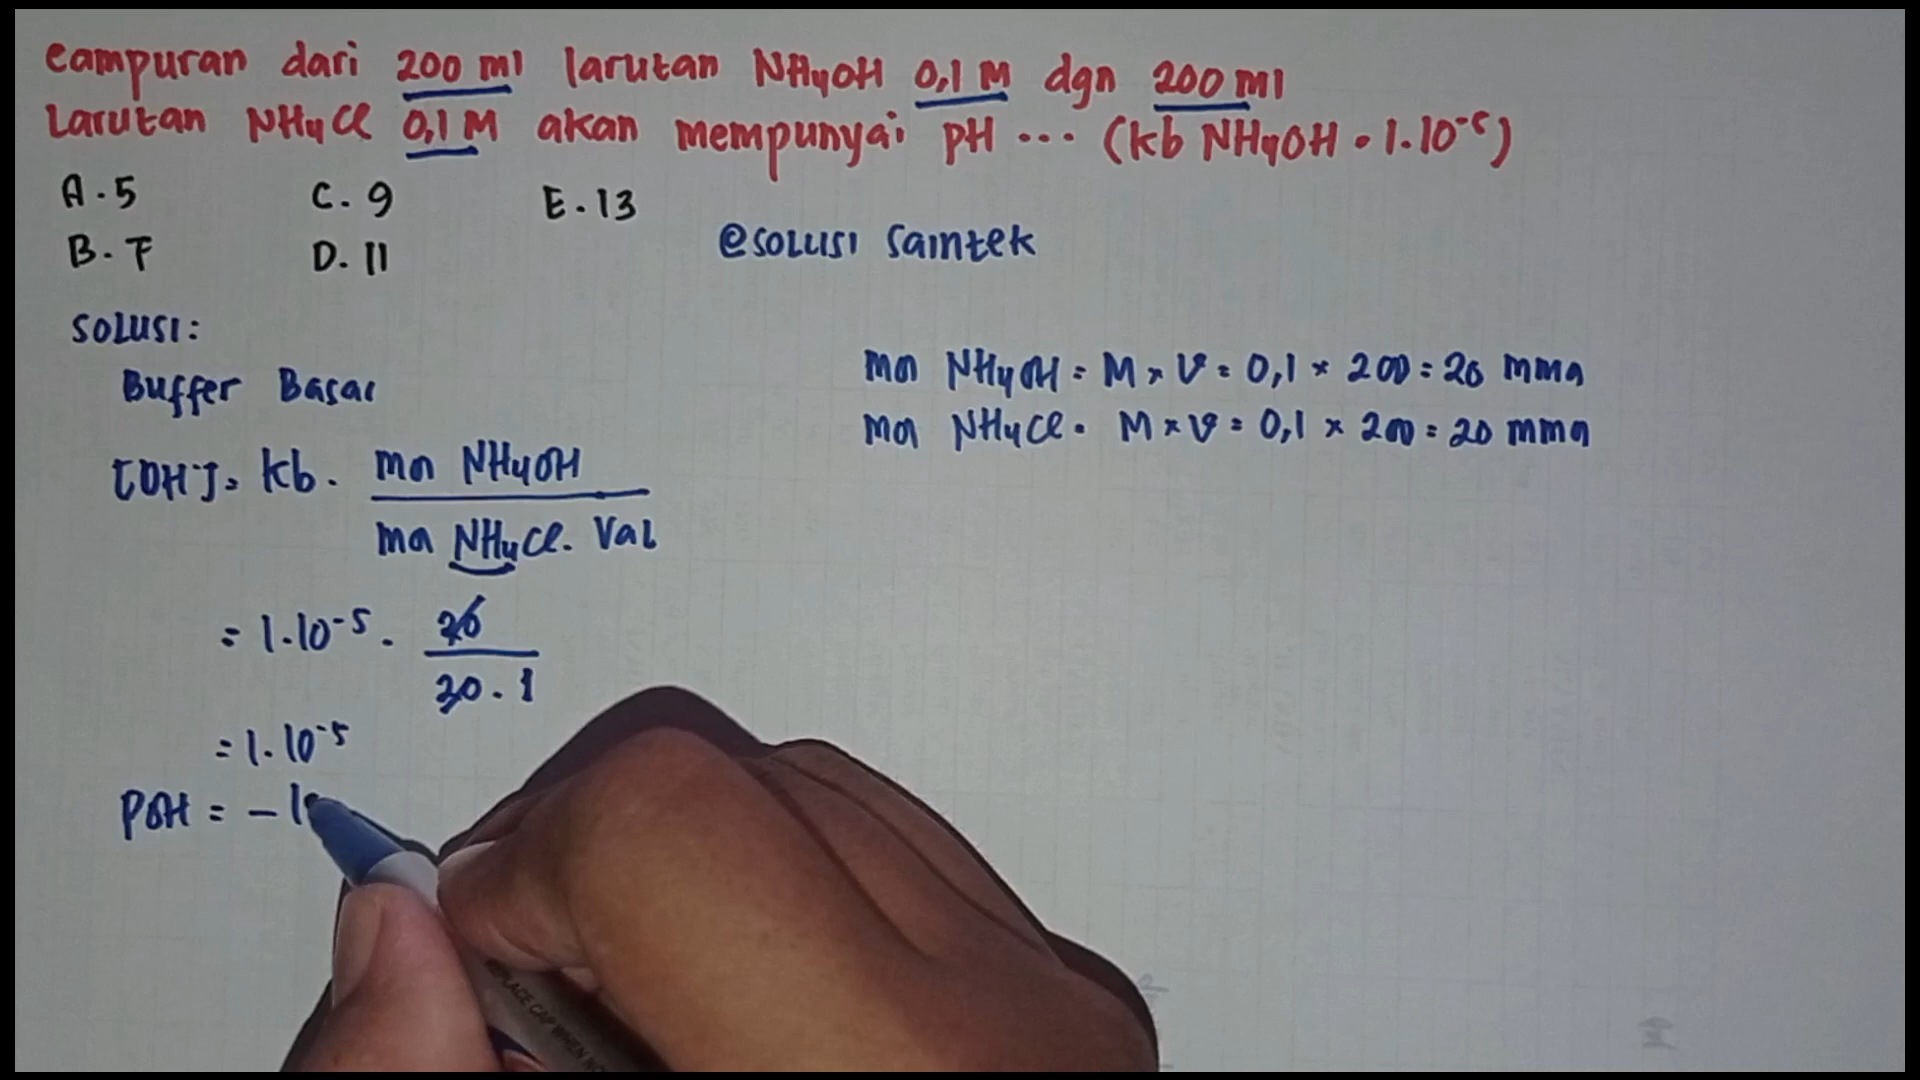 campuran dari 200 ml larutan NH4OH 0,1 M dgn 200 ml
Larutan NH4Cl 0,1 M akan mempunyai pH ... (kb NH4OH = 1.10⁻⁵)
A. 5 C. 9 E. 13
B. 7 D. 11
@SOLUSI Saintek
SOLUSI:
Buffer Basa
[OH⁻] = kb. mol NH4OH / mol NH4Cl. Val
= 1.10⁻⁵. 20 / 20. 1
= 1.10⁻⁵
POH = - lo
mol NH4OH = M x V = 0,1 x 200 = 20 mmol
mol NH4Cl = M x V = 0,1 x 200 = 20 mmol